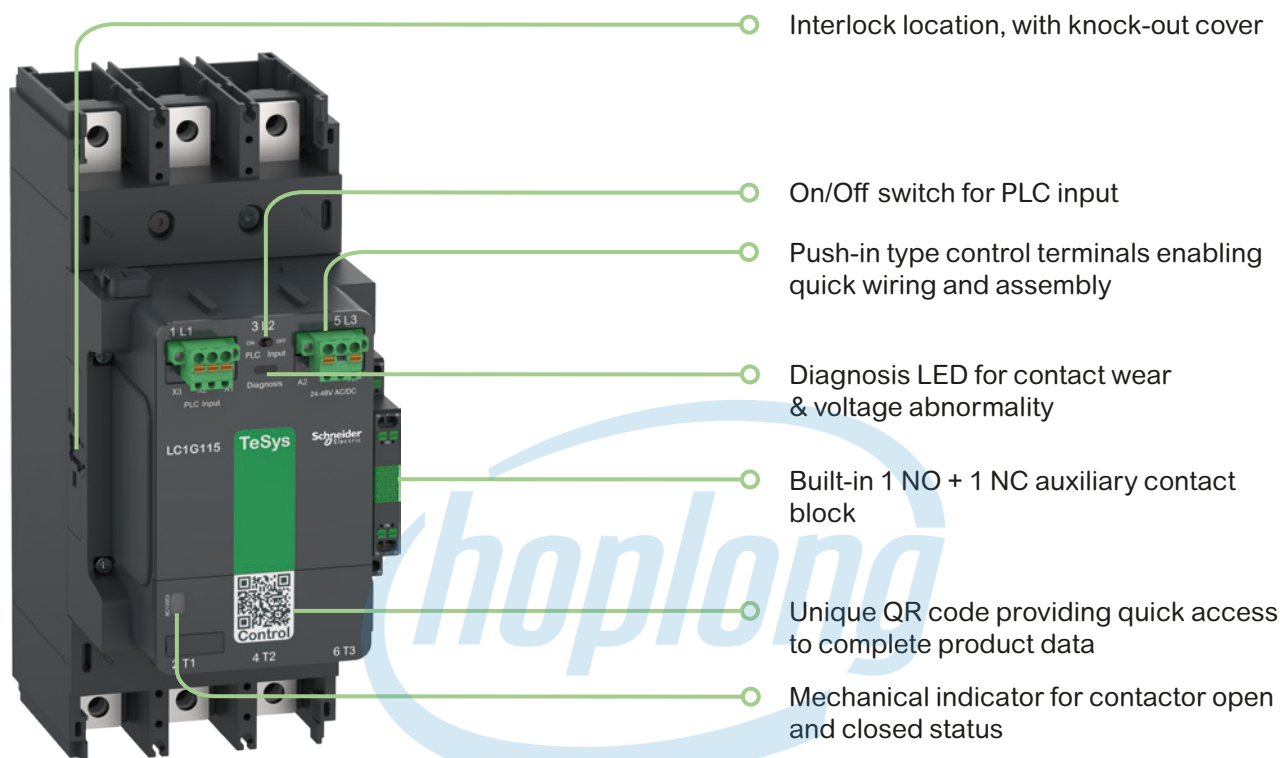 Interlock location, with knock-out cover
On/Off switch for PLC input
Push-in type control terminals enabling
quick wiring and assembly
Diagnosis LED for contact wear
& voltage abnormality
Built-in 1 NO + 1 NC auxiliary contact
block
Unique QR code providing quick access
to complete product data
Mechanical indicator for contactor open
and closed status
1 L1
3 L2
5 L3
ON
OFF
PLC Input
Diagnosis
X3
A1
A2
PLC Input
24-48V AC/DC
LC1G115
TeSys
Schneider
Electric
Control
2 T1
4 T2
6 T3
hoplong